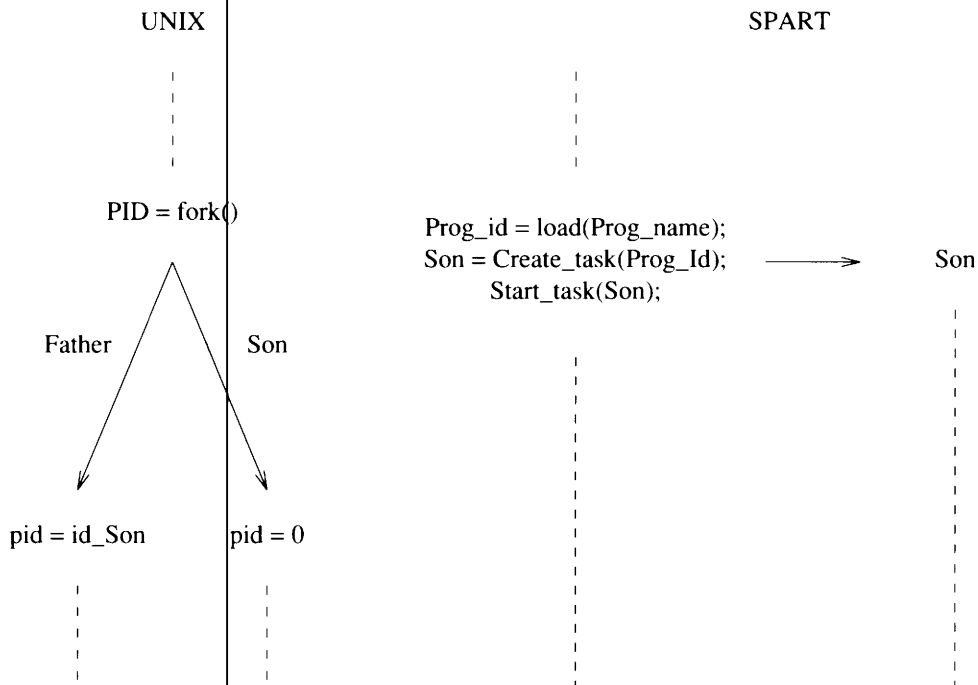 UNIX
SPART
PID = fork()
Prog_id = load(Prog_name);
Son = Create_task(Prog_Id);
Start_task(Son);
Son
Father
Son
pid = id_Son
pid = 0